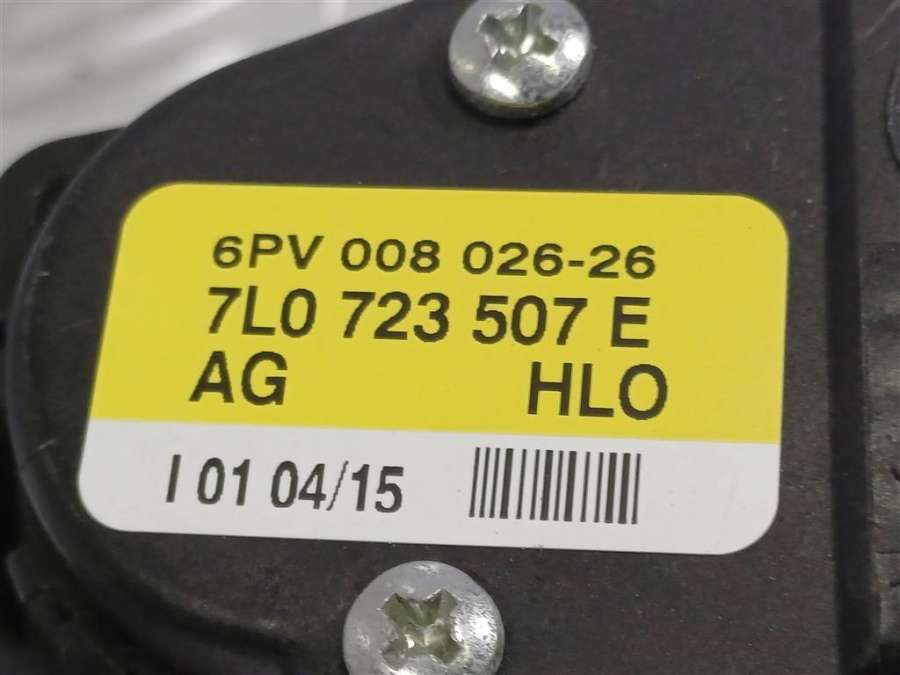 6PV 008 026-26
7L0 723 507 E
AG HLO
I 01 04/15